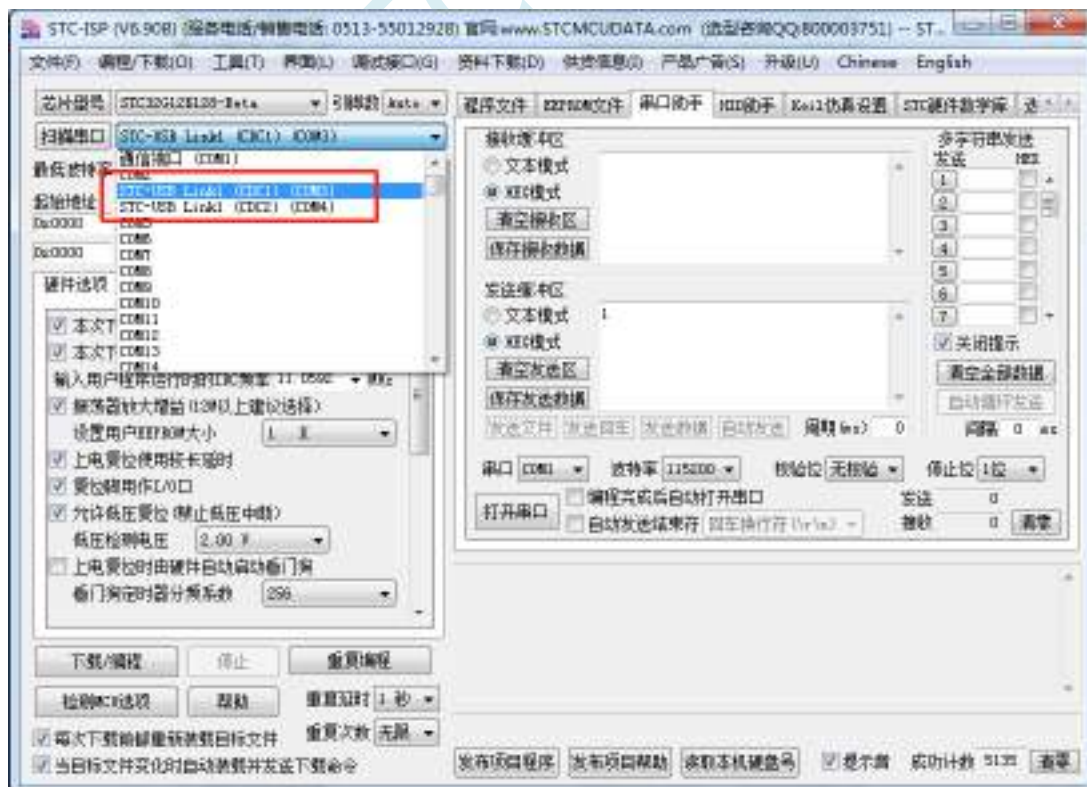 STC-ISP (V6.90B) (服务电话/销售电话: 0513-55012928) 官网:www.STCMCUDATA.com (选型咨询QQ:800003751) -- ST..
文件(F) 编程/下载(O) 工具(T) 界面(L) 调试接口(G) 资料下载(D) 供货信息(I) 产品广告(S) 升级(U) Chinese English
芯片型号 STC32G12K128-Beta 引脚数 Auto
程序文件 EEPROM文件 串口助手 HID助手 Keil仿真设置 STC硬件数学库 选
扫描串口 STC-USB Link1 (CDC1) (COM3)
通信端口 (COM1)
最低波特率 COM2
STC-USB Link1 (CDC1) (COM3)
起始地址 STC-USB Link1 (CDC2) (COM4)
0x0000 COM5
COM6
0x0000 COM7
COM8
硬件选项 COM9
COM10
本次下 COM11
COM12
本次下 COM13
COM14
输入用户程序运行时的IRC频率 11.0592 MHz
振荡器放大增益(12M以上建议选择)
设置用户EEPROM大小 1 K
上电复位使用较长延时
复位脚用作I/O口
允许低压复位(禁止低压中断)
低压检测电压 2.00 V
上电复位时由硬件自动启动看门狗
看门狗定时器分频系数 256
下载/编程 停止 重复编程
检测MCU选项 帮助 重复延时 1 秒
重复次数 无限
每次下载前都重新装载目标文件
当目标文件变化时自动装载并发送下载命令
接收缓冲区
文本模式
HEX模式
清空接收区
保存接收数据
发送缓冲区
文本模式 1
HEX模式
清空发送区
保存发送数据
发送文件 发送回车 发送数据 自动发送 周期(ms) 0
多字符串发送
发送 HEX
1
2
3
4
5
6
7
关闭提示
清空全部数据
自动循环发送
间隔 0 ms
串口 COM1 波特率 115200 校验位 无校验 停止位 1位
打开串口 编程完成后自动打开串口 发送 0
自动发送结束符 回车换行符(\r\n) 接收 0 清零
发布项目程序 发布项目帮助 读取本机硬盘号 提示音 成功计数 5135 清零